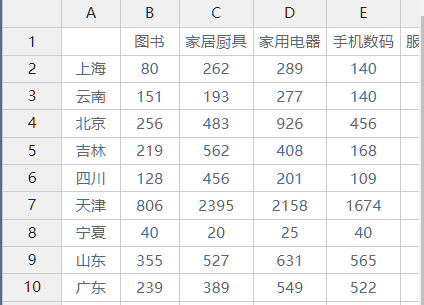 A B C D E
1 图书 家居厨具 家用电器 手机数码 服
2 上海 80 262 289 140
3 云南 151 193 277 140
4 北京 256 483 926 456
5 吉林 219 562 408 168
6 四川 128 456 201 109
7 天津 806 2395 2158 1674
8 宁夏 40 20 25 40
9 山东 355 527 631 565
10 广东 239 389 549 522